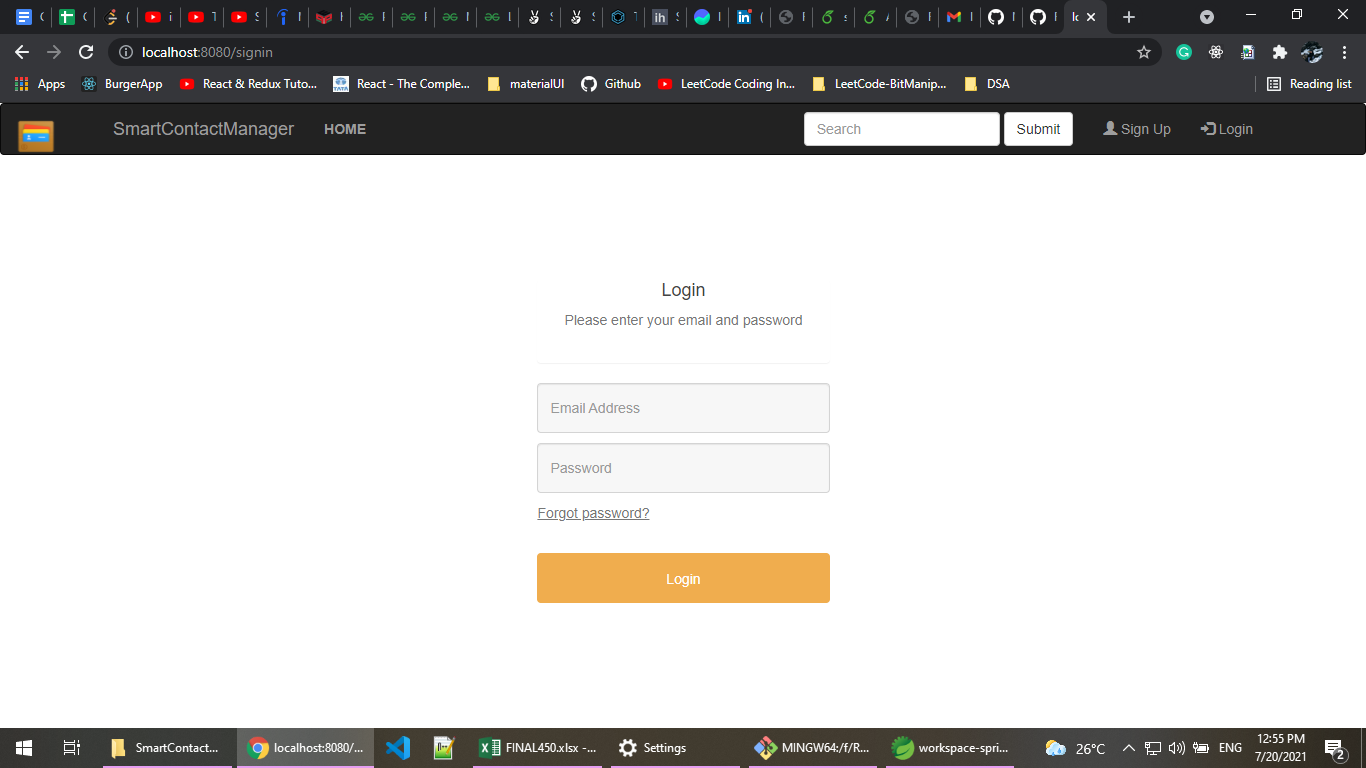 localhost:8080/signin
Apps BurgerApp React & Redux Tuto... React - The Comple... materialUI Github LeetCode Coding In... LeetCode-BitManip... DSA Reading list
SmartContactManager HOME Search Submit Sign Up Login
Login
Please enter your email and password
Email Address
Password
Forgot password?
Login
SmartContact... localhost:8080/... FINAL450.xlsx -... Settings MINGW64:/f/R... workspace-spri... 26°C ENG 12:55 PM
7/20/2021
2